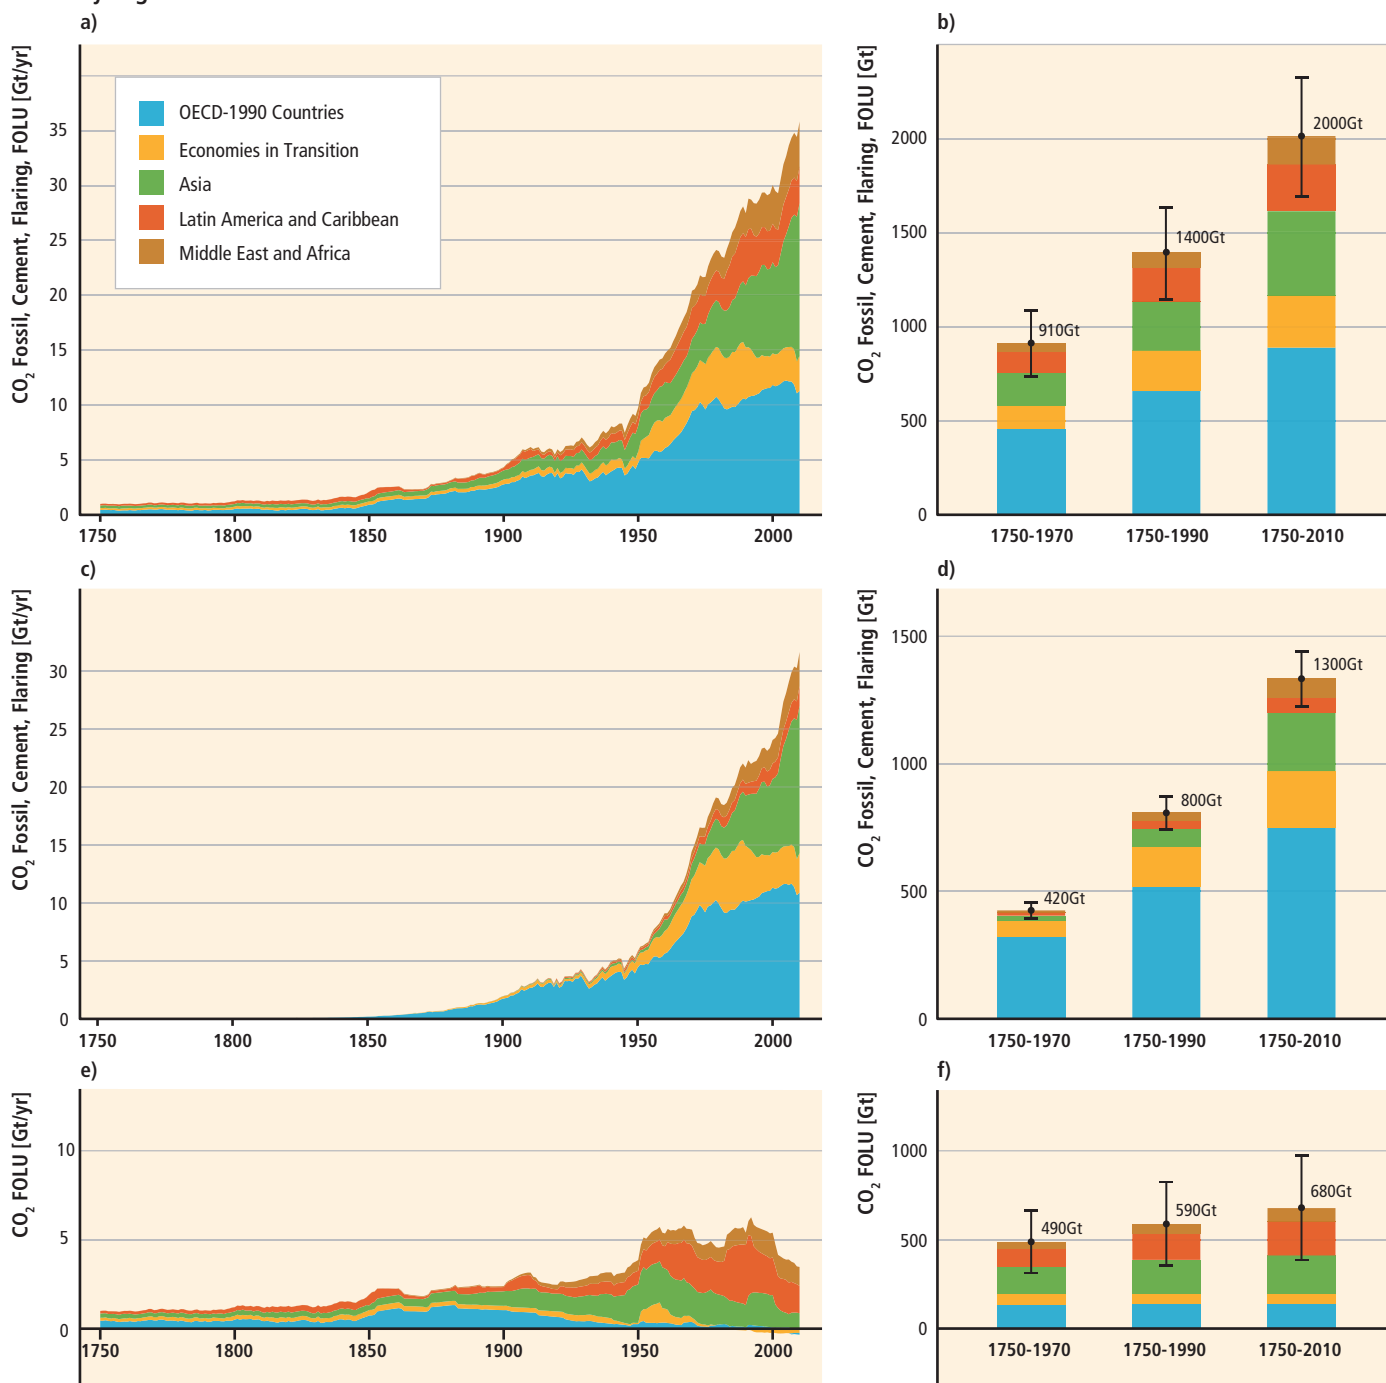 a)
CO2 Fossil, Cement, Flaring, FOLU [Gt/yr]
OECD-1990 Countries
Economies in Transition
Asia
Latin America and Caribbean
Middle East and Africa
35
30
25
20
15
10
5
0
1750 1800 1850 1900 1950 2000
b)
CO2 Fossil, Cement, Flaring, FOLU [Gt]
2000
1500
1000
500
0
910Gt
1400Gt
2000Gt
1750-1970 1750-1990 1750-2010
c)
CO2 Fossil, Cement, Flaring [Gt/yr]
30
25
20
15
10
5
0
1750 1800 1850 1900 1950 2000
d)
CO2 Fossil, Cement, Flaring [Gt]
1500
1000
500
0
420Gt
800Gt
1300Gt
1750-1970 1750-1990 1750-2010
e)
CO2 FOLU [Gt/yr]
10
5
0
1750 1800 1850 1900 1950 2000
f)
CO2 FOLU [Gt]
1000
500
0
490Gt
590Gt
680Gt
1750-1970 1750-1990 1750-2010